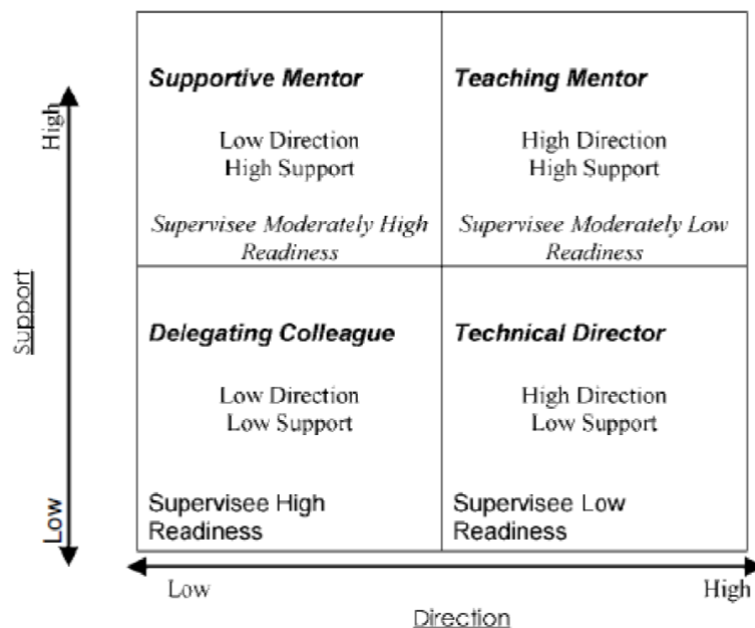 High
Support
Low
Supportive Mentor
Low Direction
High Support
Supervisee Moderately High
Readiness
Teaching Mentor
High Direction
High Support
Supervisee Moderately Low
Readiness
Delegating Colleague
Low Direction
Low Support
Supervisee High
Readiness
Technical Director
High Direction
Low Support
Supervisee Low
Readiness
Low
High
Direction